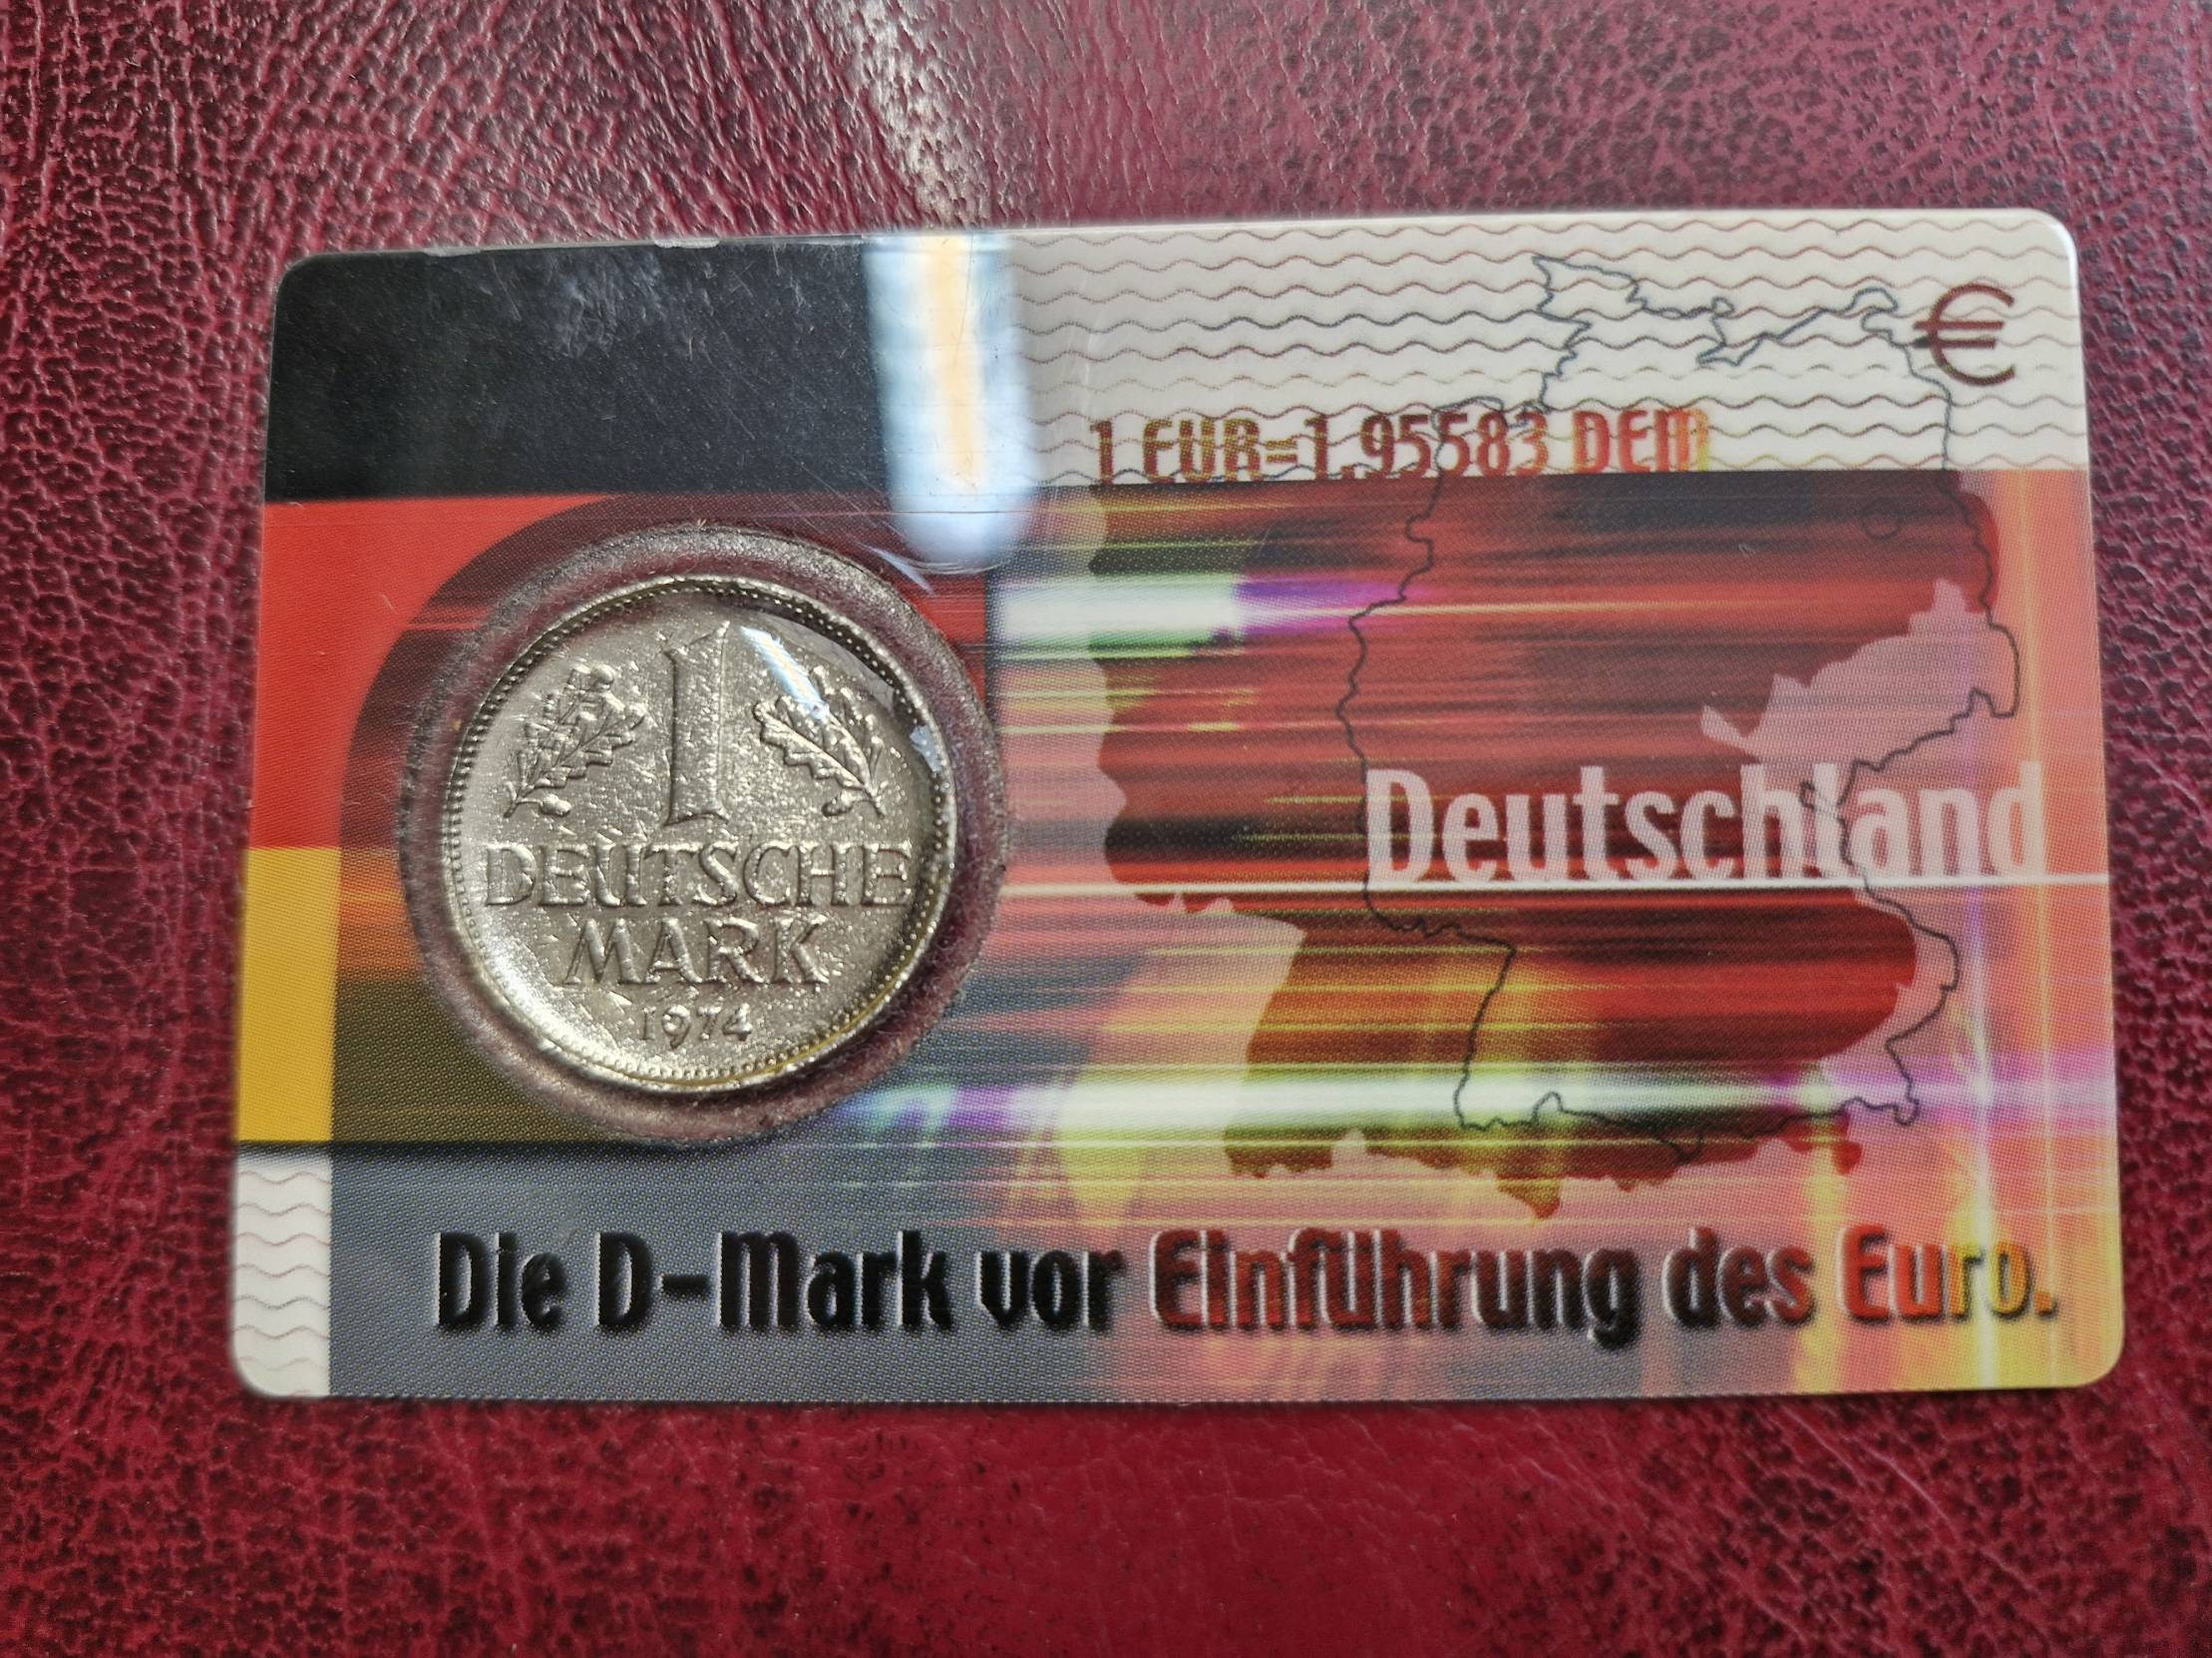 €
1 EUR=1,95583 DEM
1
DEUTSCHE
MARK
1974
Deutschland
Die D-Mark vor Einführung des Euro.